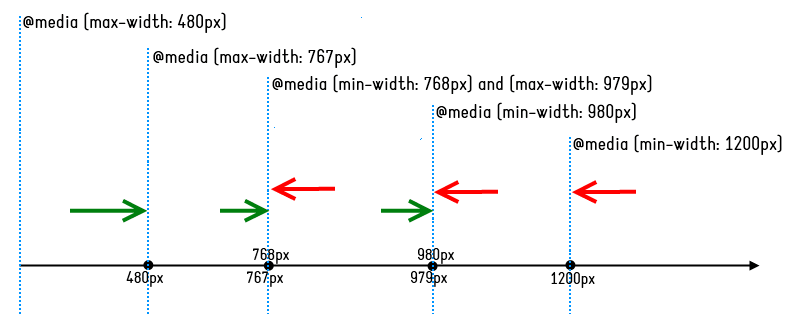 @media (max-width: 480px)
@media (max-width: 767px)
@media (min-width: 768px) and (max-width: 979px)
@media (min-width: 980px)
@media (min-width: 1200px)
768px 980px
480px 767px 979px 1200px